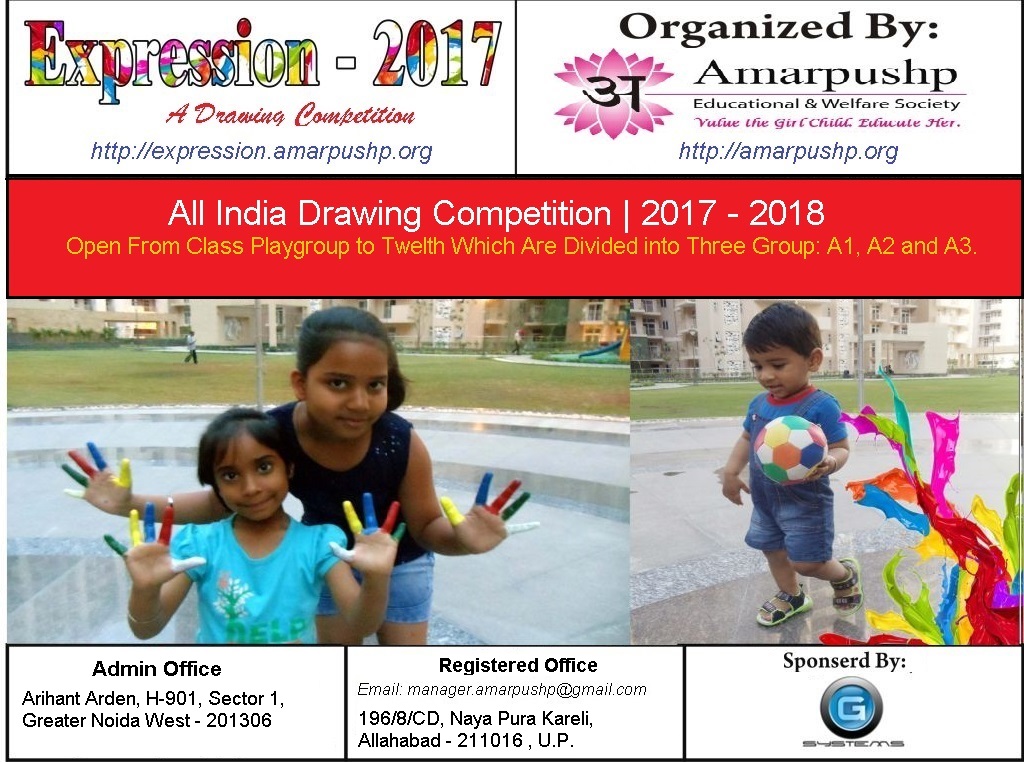 Expression - 2017
A Drawing Competition
http://expression.amarpushp.org
Organized By:
अ
Amarpushp
Educational & Welfare Society
Value the Girl Child. Educate Her.
http://amarpushp.org
All India Drawing Competition | 2017 - 2018
Open From Class Playgroup to Twelth Which Are Divided into Three Group: A1, A2 and A3.
Admin Office
Arihant Arden, H-901, Sector 1,
Greater Noida West - 201306
Registered Office
Email: manager.amarpushp@gmail.com
196/8/CD, Naya Pura Kareli,
Allahabad - 211016 , U.P.
Sponserd By:
G
SYSTEMS